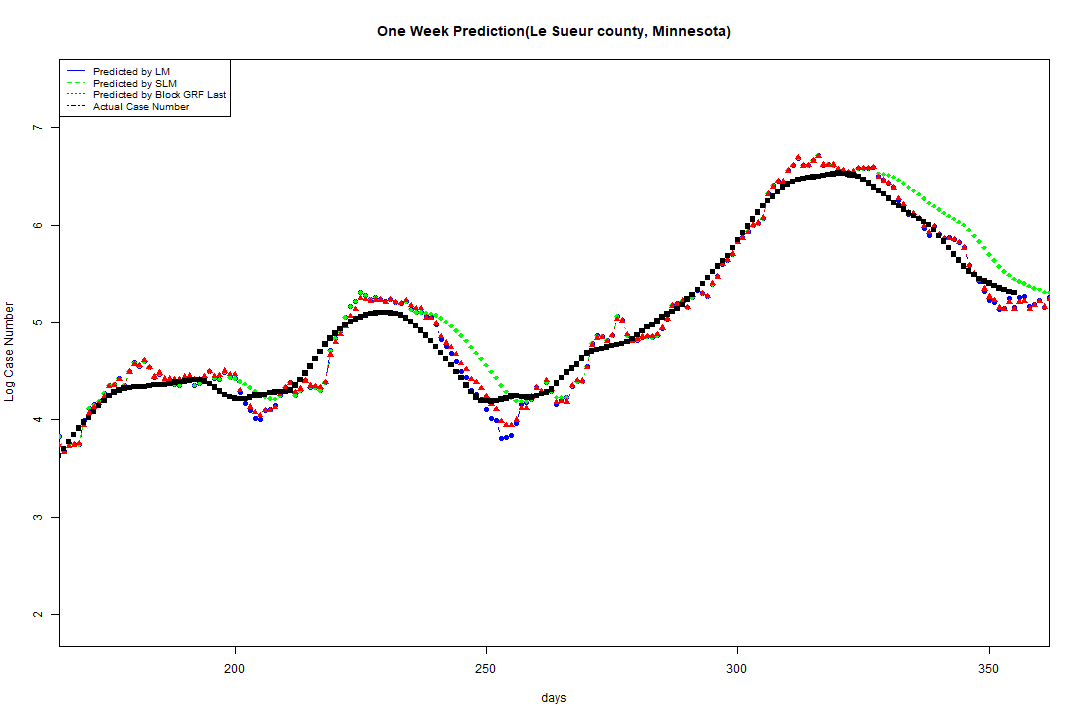 One Week Prediction(Le Sueur county, Minnesota)
Predicted by LM
Predicted by SLM
Predicted by Block GRF Last
Actual Case Number
7
6
5
4
3
2
Log Case Number
200
250
300
350
days